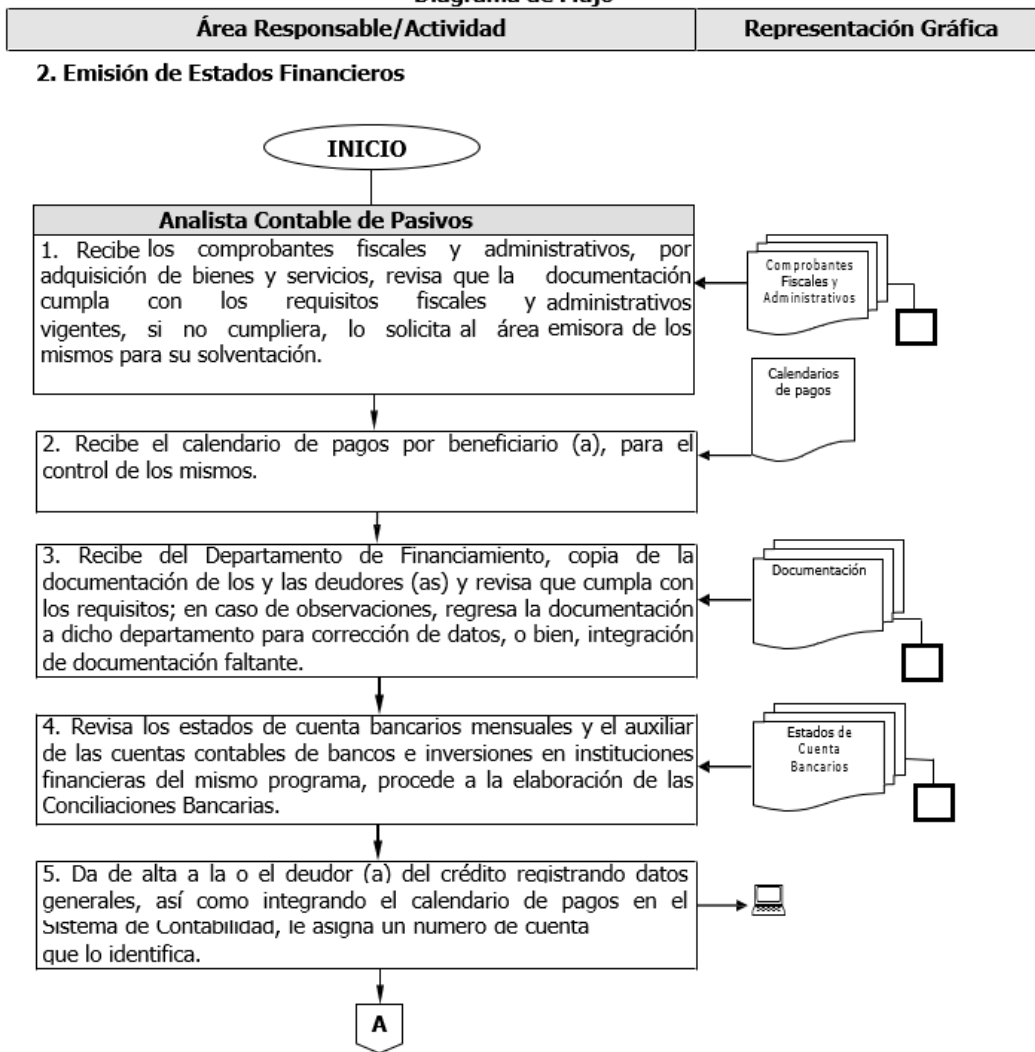 Diagrama de Flujo
Área Responsable/Actividad
Representación Gráfica
2. Emisión de Estados Financieros
INICIO
Analista Contable de Pasivos
1. Recibe los comprobantes fiscales y administrativos, por
adquisición de bienes y servicios, revisa que la documentación
cumpla con los requisitos fiscales y administrativos
vigentes, si no cumpliera, lo solicita al área emisora de los
mismos para su solventación.
Comprobantes
Fiscales y
Administrativos
Calendarios
de pagos
2. Recibe el calendario de pagos por beneficiario (a), para el
control de los mismos.
3. Recibe del Departamento de Financiamiento, copia de la
documentación de los y las deudores (as) y revisa que cumpla con
los requisitos; en caso de observaciones, regresa la documentación
a dicho departamento para corrección de datos, o bien, integración
de documentación faltante.
Documentación
4. Revisa los estados de cuenta bancarios mensuales y el auxiliar
de las cuentas contables de bancos e inversiones en instituciones
financieras del mismo programa, procede a la elaboración de las
Conciliaciones Bancarias.
Estados de
Cuenta
Bancarios
5. Da de alta a la o el deudor (a) del crédito registrando datos
generales, así como integrando el calendario de pagos en el
Sistema de Contabilidad, le asigna un numero de cuenta
que lo identifica.
A